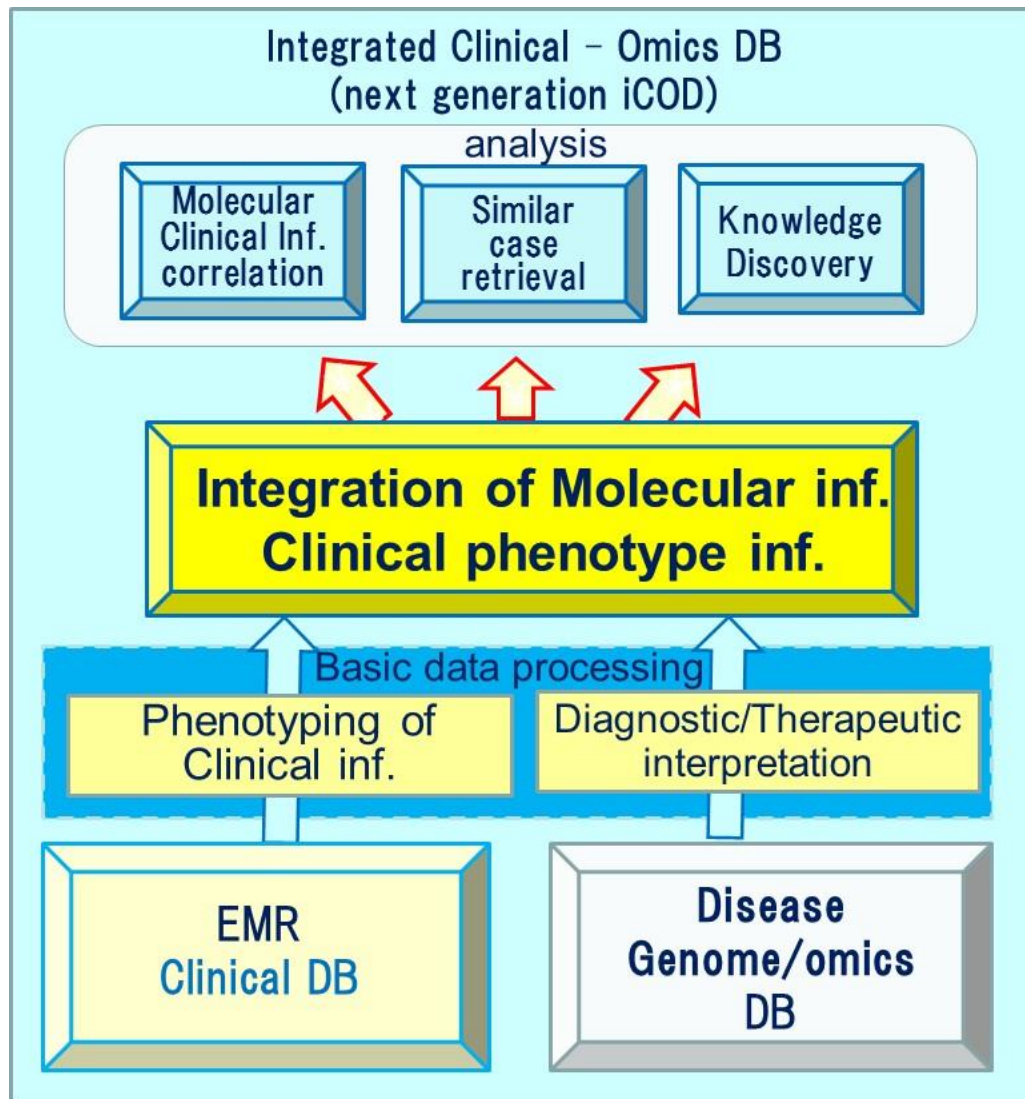 Integrated Clinical – Omics DB
(next generation iCOD)
analysis
Molecular
Clinical Inf.
correlation
Similar
case
retrieval
Knowledge
Discovery
Integration of Molecular inf.
Clinical phenotype inf.
Basic data processing
Phenotyping of
Clinical inf.
Diagnostic/Therapeutic
interpretation
EMR
Clinical DB
Disease
Genome/omics
DB